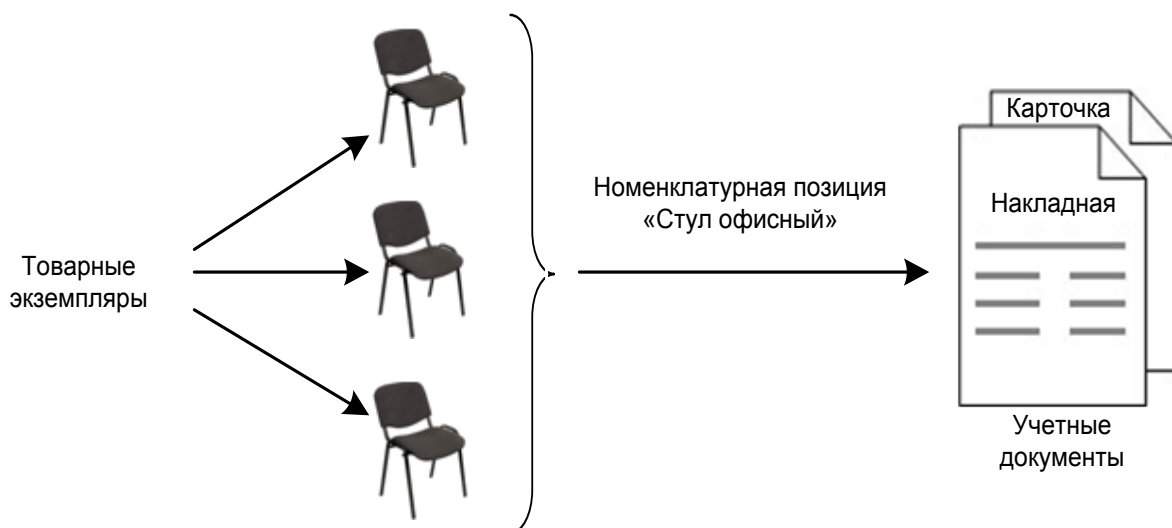 Товарные
экземпляры
Номенклатурная позиция
«Стул офисный»
Карточка
Накладная
Учетные
документы